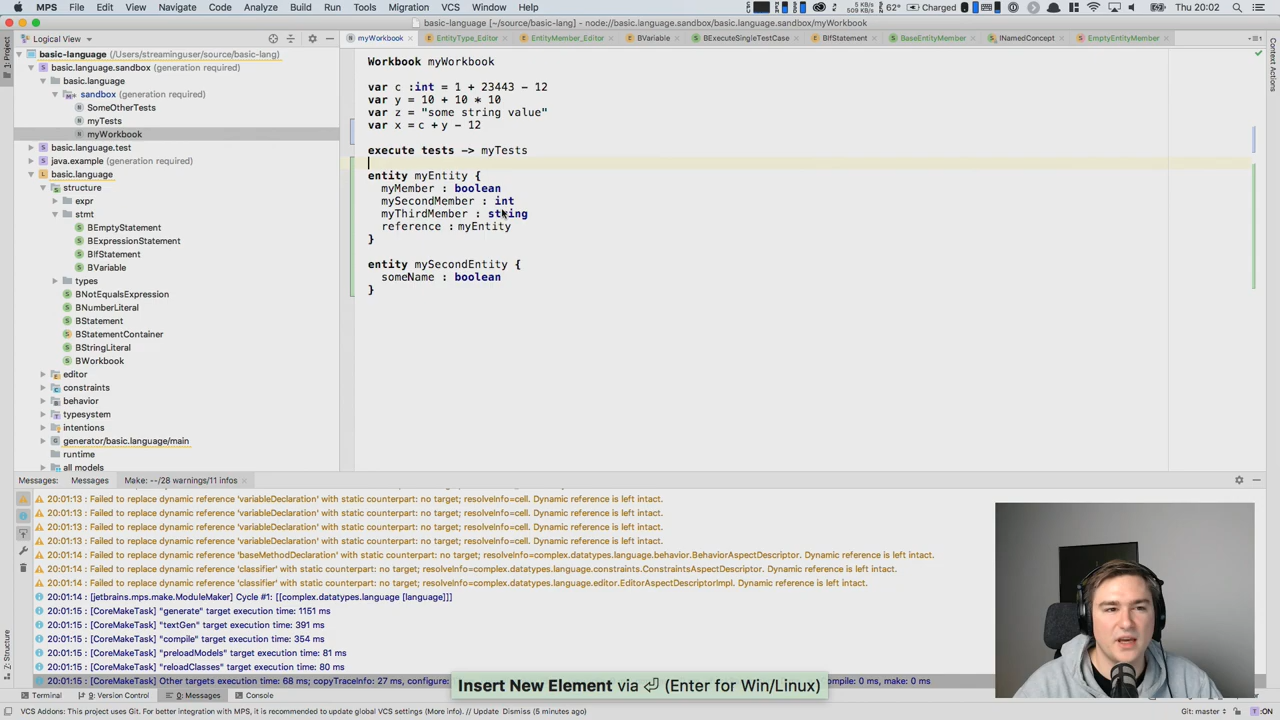 MPS File Edit View Navigate Code Analyze Build Run Tools Migration VCS Window Help
5 KB/s
509 KB/s
62° Charged Thu 20:02
basic-language [~/source/basic-lang] - node://basic.language.sandbox/basic.language.sandbox/myWorkbook
Logical View
myWorkbook EntityType_Editor EntityMember_Editor BVariable BExecuteSingleTestCase BIfStatement BaseEntityMember INamedConcept EmptyEntityMember
1: Project
Context Actions
basic-language (/Users/streaminguser/source/basic-lang)
basic.language.sandbox (generation required)
basic.language
sandbox (generation required)
SomeOtherTests
myTests
myWorkbook
basic.language.test
java.example (generation required)
basic.language
structure
expr
stmt
BEmptyStatement
BExpressionStatement
BIfStatement
BVariable
types
BNotEqualsExpression
BNumberLiteral
BStatement
BStatementContainer
BStringLiteral
BWorkbook
editor
constraints
behavior
typesystem
intentions
generator/basic.language/main
runtime
all models
Workbook myWorkbook
var c :int = 1 + 23443 - 12
var y = 10 + 10 * 10
var z = "some string value"
var x = c + y - 12
execute tests -> myTests
entity myEntity {
myMember : boolean
mySecondMember : int
myThirdMember : string
reference : myEntity
}
entity mySecondEntity {
someName : boolean
}
Messages: Messages Make: --/28 warnings/11 infos
20:01:13 : Failed to replace dynamic reference 'variableDeclaration' with static counterpart: no target; resolveInfo=cell. Dynamic reference is left intact.
20:01:13 : Failed to replace dynamic reference 'variableDeclaration' with static counterpart: no target; resolveInfo=cell. Dynamic reference is left intact.
20:01:13 : Failed to replace dynamic reference 'variableDeclaration' with static counterpart: no target; resolveInfo=cell. Dynamic reference is left intact.
20:01:13 : Failed to replace dynamic reference 'variableDeclaration' with static counterpart: no target; resolveInfo=cell. Dynamic reference is left intact.
20:01:14 : Failed to replace dynamic reference 'baseMethodDeclaration' with static counterpart: no target; resolveInfo=complex.datatypes.language.behavior.BehaviorAspectDescriptor. Dynamic reference is left intact.
20:01:14 : Failed to replace dynamic reference 'classifier' with static counterpart: no target; resolveInfo=complex.datatypes.language.constraints.ConstraintsAspectDescriptor. Dynamic reference is left intact.
20:01:14 : Failed to replace dynamic reference 'classifier' with static counterpart: no target; resolveInfo=complex.datatypes.language.editor.EditorAspectDescriptorImpl. Dynamic reference is left intact.
20:01:14 : [jetbrains.mps.make.ModuleMaker] Cycle #1: [[complex.datatypes.language [language]]]
20:01:15 : [CoreMakeTask] "generate" target execution time: 1151 ms
20:01:15 : [CoreMakeTask] "textGen" target execution time: 391 ms
20:01:15 : [CoreMakeTask] "compile" target execution time: 354 ms
20:01:15 : [CoreMakeTask] "preloadModels" target execution time: 81 ms
20:01:15 : [CoreMakeTask] "reloadClasses" target execution time: 80 ms
20:01:15 : [CoreMakeTask] Other targets execution time: 68 ms; copyTraceInfo: 27 ms, configure: compile: 0 ms, make: 0 ms
Insert New Element via ⏎ (Enter for Win/Linux)
Z: Structure
Terminal 9: Version Control 0: Messages Console
VCS Addons: This project uses Git. For better integration with MPS, it is recommended to update global VCS settings (More info). // Update Dismiss (5 minutes ago)
Git: master T:ON